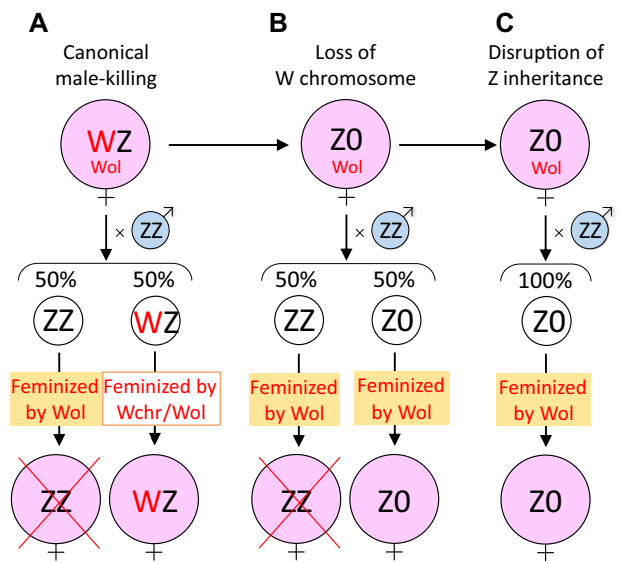 A
Canonical
male-killing
WZ
Wol
× ZZ
50% 50%
ZZ WZ
Feminized
by Wol
Feminized by
Wchr/Wol
ZZ WZ
B
Loss of
W chromosome
Z0
Wol
× ZZ
50% 50%
ZZ Z0
Feminized
by Wol
Feminized
by Wol
ZZ Z0
C
Disruption of
Z inheritance
Z0
Wol
× ZZ
100%
Z0
Feminized
by Wol
Z0